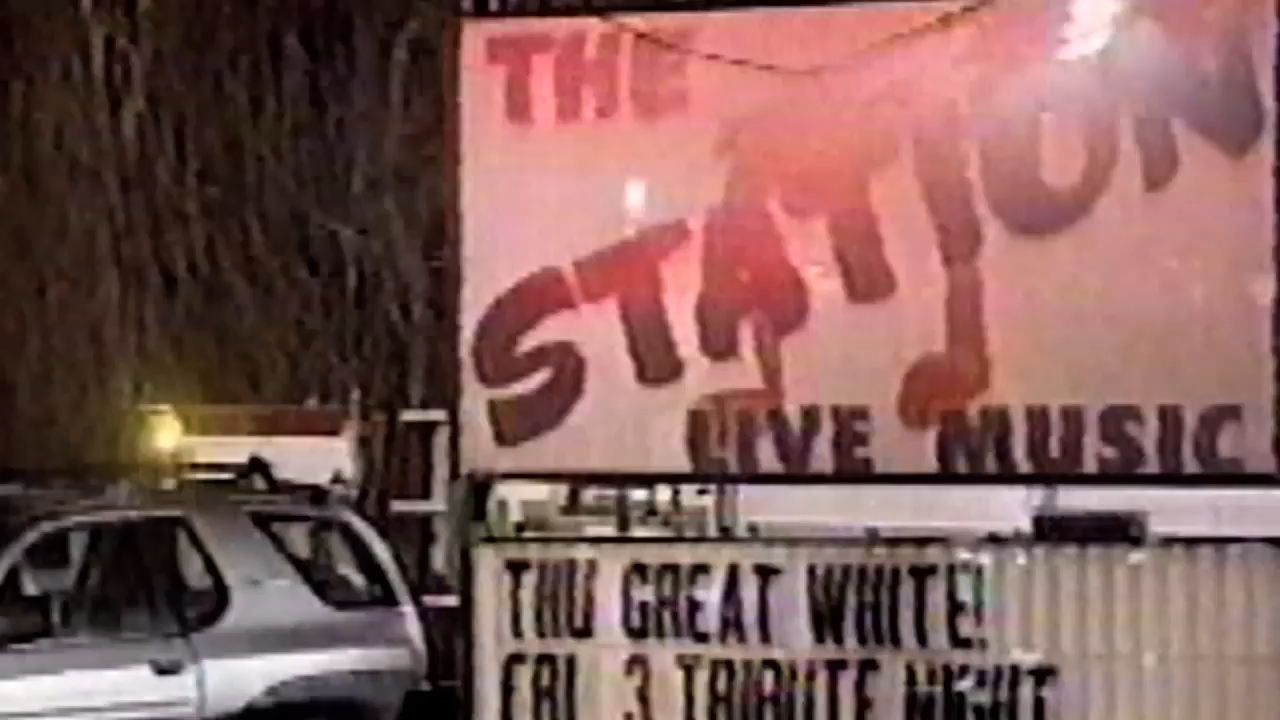 THE
STATION
LIVE MUSIC
THU GREAT WHITE!
FRI 3 TRIBUTE NIGHT